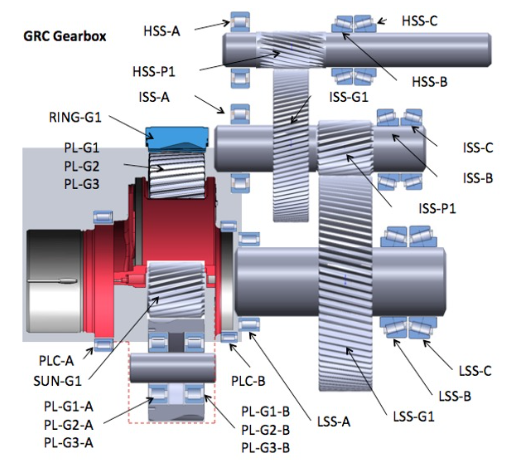 GRC Gearbox
HSS-A
HSS-C
HSS-P1
HSS-B
ISS-A
ISS-G1
RING-G1
PL-G1
PL-G2
PL-G3
ISS-C
ISS-B
ISS-P1
PLC-A
SUN-G1
PLC-B
LSS-C
LSS-B
LSS-A
LSS-G1
PL-G1-A
PL-G2-A
PL-G3-A
PL-G1-B
PL-G2-B
PL-G3-B